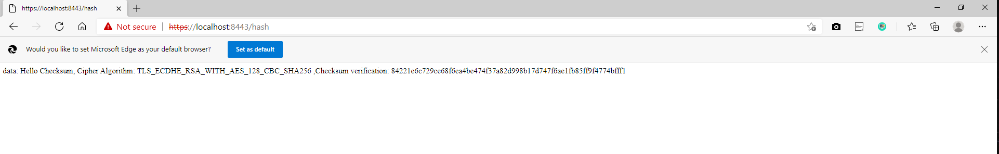 https://localhost:8443/hash
Not secure https://localhost:8443/hash
Would you like to set Microsoft Edge as your default browser? Set as default
data: Hello Checksum, Cipher Algorithm: TLS_ECDHE_RSA_WITH_AES_128_CBC_SHA256 ,Checksum verification: 84221e6c729ce68f6ea4be474f37a82d998b17d747f6ae1fb85ff9f4774bfff1